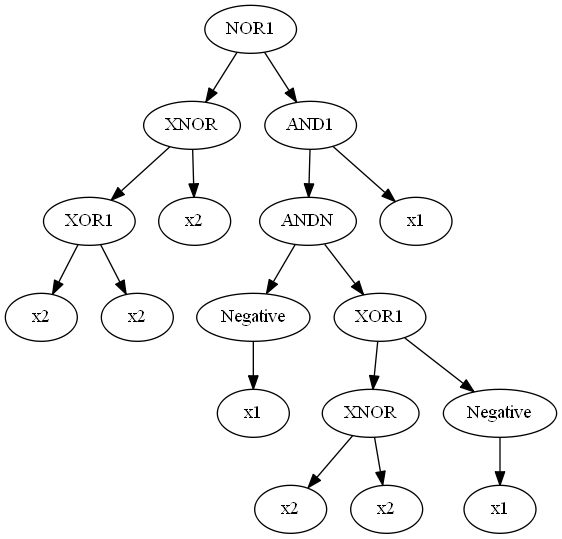 NOR1
XNOR
AND1
XOR1
x2
ANDN
x1
x2
x2
Negative
XOR1
x1
XNOR
Negative
x2
x2
x1